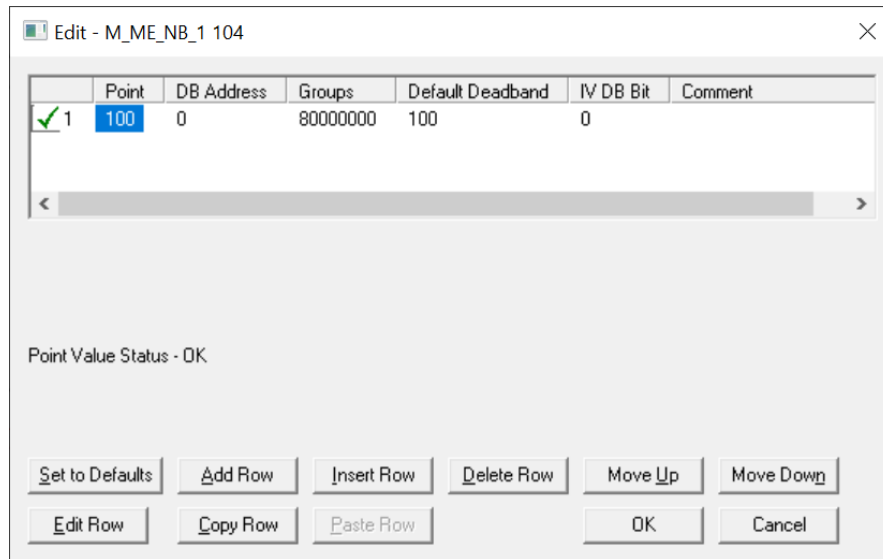 Edit - M_ME_NB_1 104
Point DB Address Groups Default Deadband IV DB Bit Comment
1 100 0 80000000 100 0
Point Value Status - OK
Set to Defaults Add Row Insert Row Delete Row Move Up Move Down
Edit Row Copy Row Paste Row OK Cancel